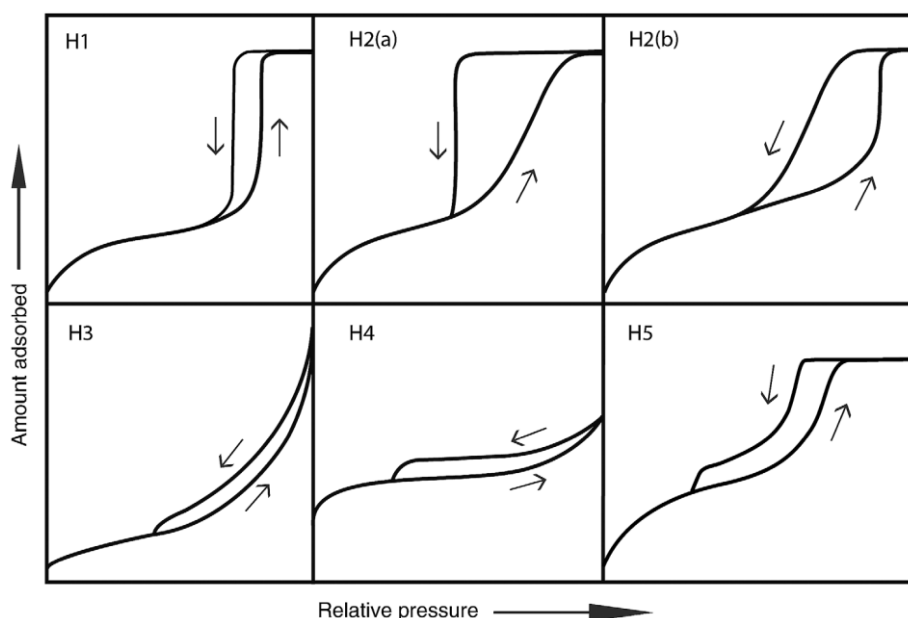 H1
H2(a)
H2(b)
H3
H4
H5
Amount adsorbed
Relative pressure